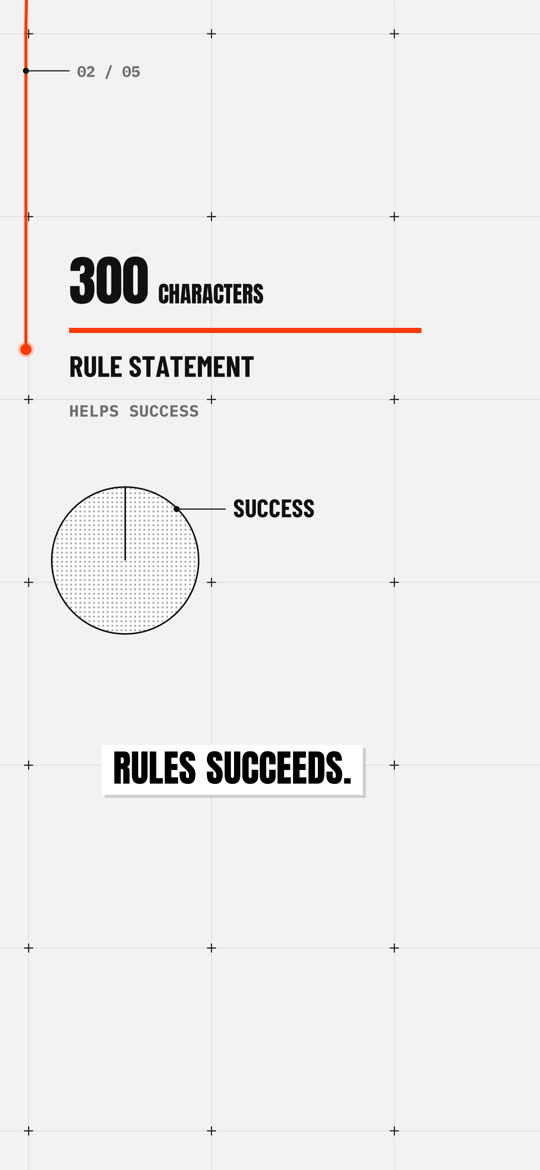 02 / 05
300 CHARACTERS
RULE STATEMENT
HELPS SUCCESS
SUCCESS
RULES SUCCEEDS.